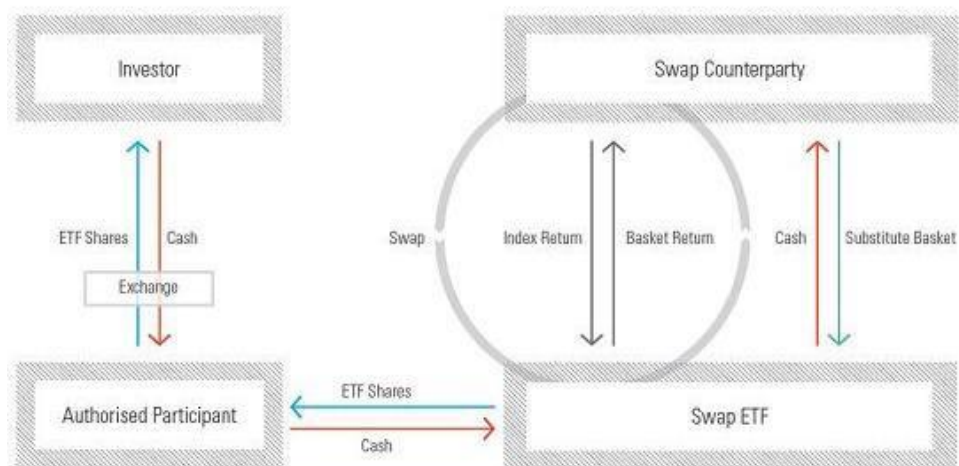 Investor
Swap Counterparty
ETF Shares
Cash
Exchange
Swap
Index Return
Basket Return
Cash
Substitute Basket
Authorised Participant
ETF Shares
Cash
Swap ETF